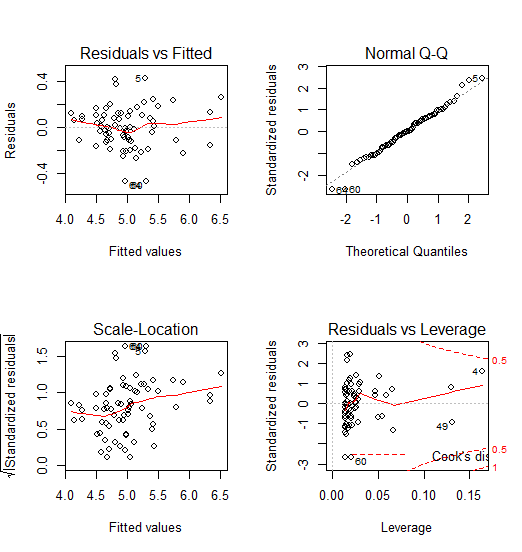 Residuals vs Fitted
Residuals
0.4
0.0
-0.4
5
60
4.0 4.5 5.0 5.5 6.0 6.5
Fitted values
Normal Q-Q
Standardized residuals
3
2
1
0
-2
5
64 60
-2 -1 0 1 2
Theoretical Quantiles
Scale-Location
√|Standardized residuals|
1.5
1.0
0.5
0.0
5
4.0 4.5 5.0 5.5 6.0 6.5
Fitted values
Residuals vs Leverage
Standardized residuals
3
2
1
0
-1
-3
4
49
60
Cook's dis
0.5
0.5
1
0.00 0.05 0.10 0.15
Leverage